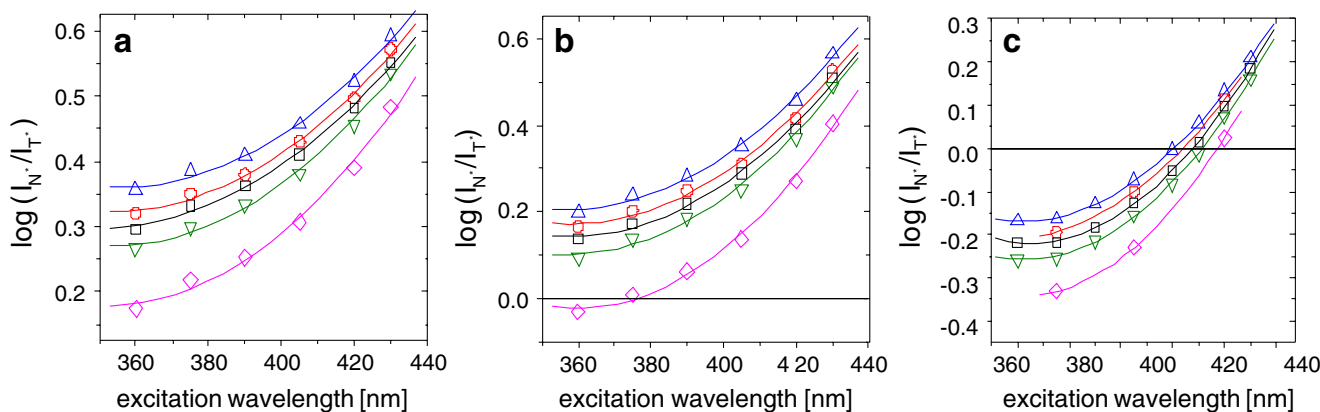 a
0.6
0.5
0.4
0.3
0.2
log (I_N*/I_T*)
360 380 400 420 440
excitation wavelength [nm]
b
0.6
0.4
0.2
0.0
log (I_N*/I_T*)
360 380 400 4 20 440
excitation wavelength [nm]
c
0.3
0.2
0.1
0.0
-0.1
-0.2
-0.3
-0.4
log (I_N*/I_T*)
360 380 400 420 440
excitation wavelength [nm]